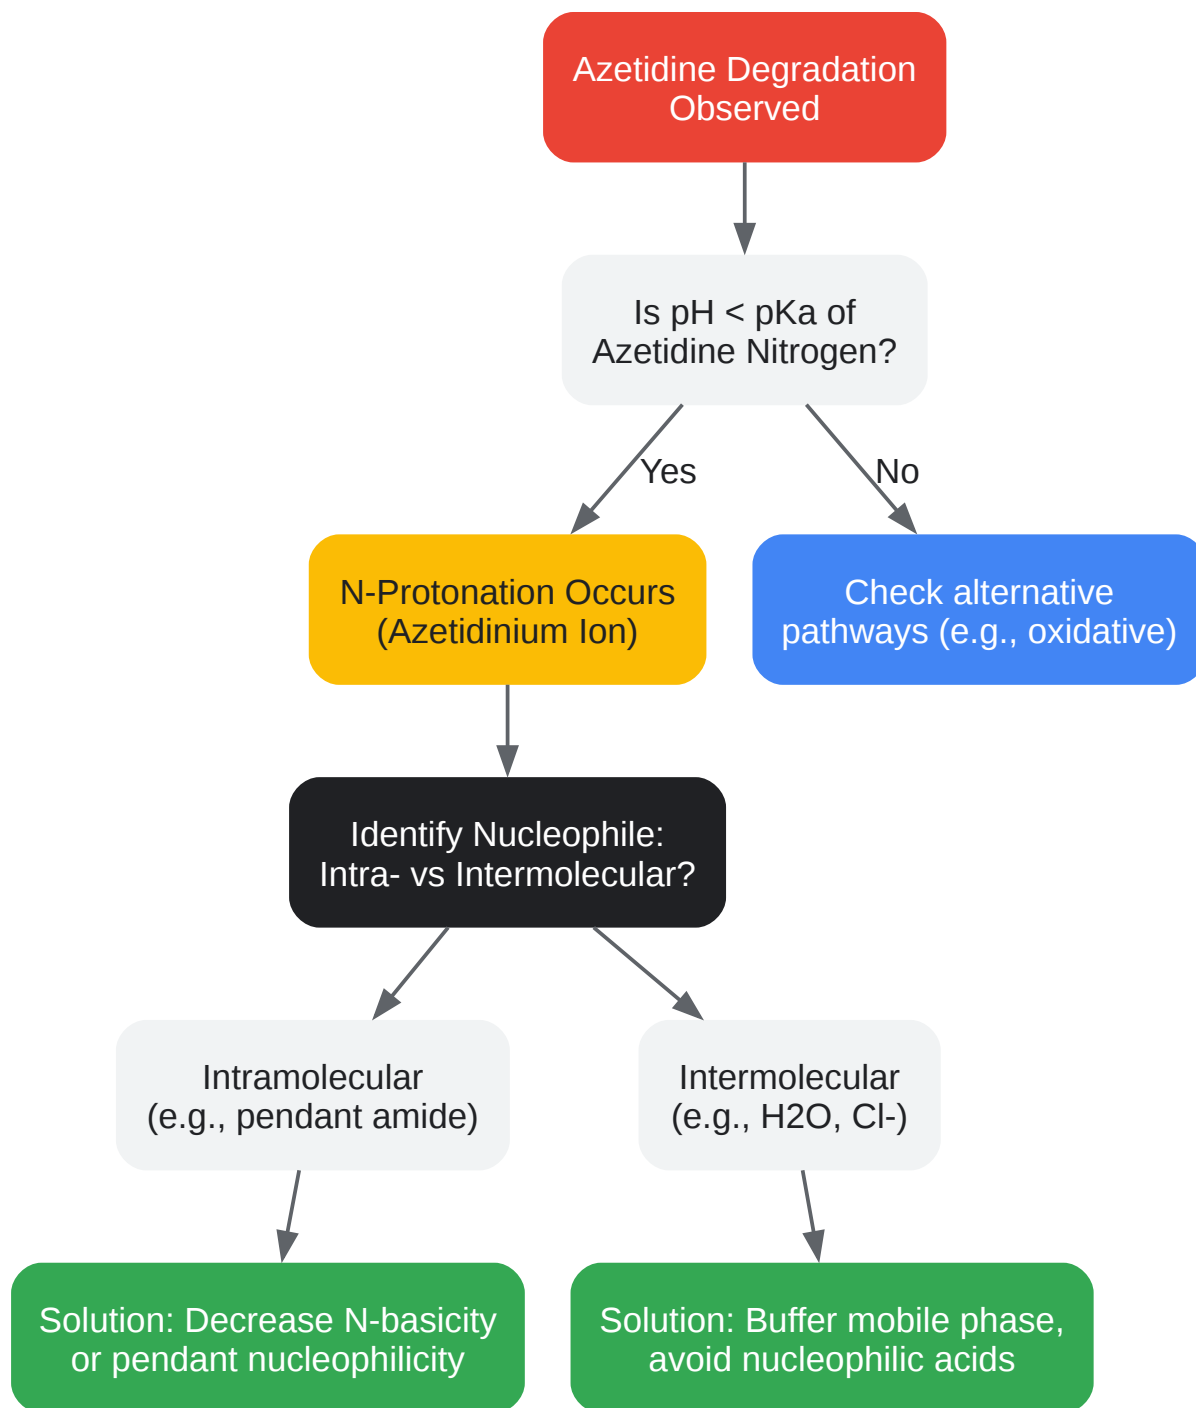 Azetidine Degradation
Observed
Is pH < pKa of
Azetidine Nitrogen?
Yes
No
N-Protonation Occurs
(Azetidinium Ion)
Check alternative
pathways (e.g., oxidative)
Identify Nucleophile:
Intra- vs Intermolecular?
Intramolecular
(e.g., pendant amide)
Intermolecular
(e.g., H2O, Cl-)
Solution: Decrease N-basicity
or pendant nucleophilicity
Solution: Buffer mobile phase,
avoid nucleophilic acids